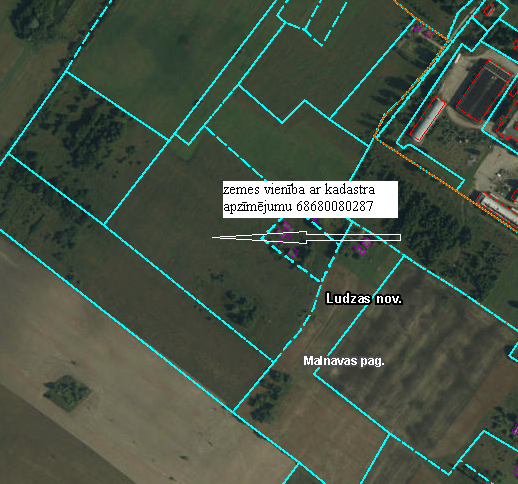 zemes vienība ar kadastra
apzīmējumu 68680080287
Ludzas nov.
Malnavas pag.